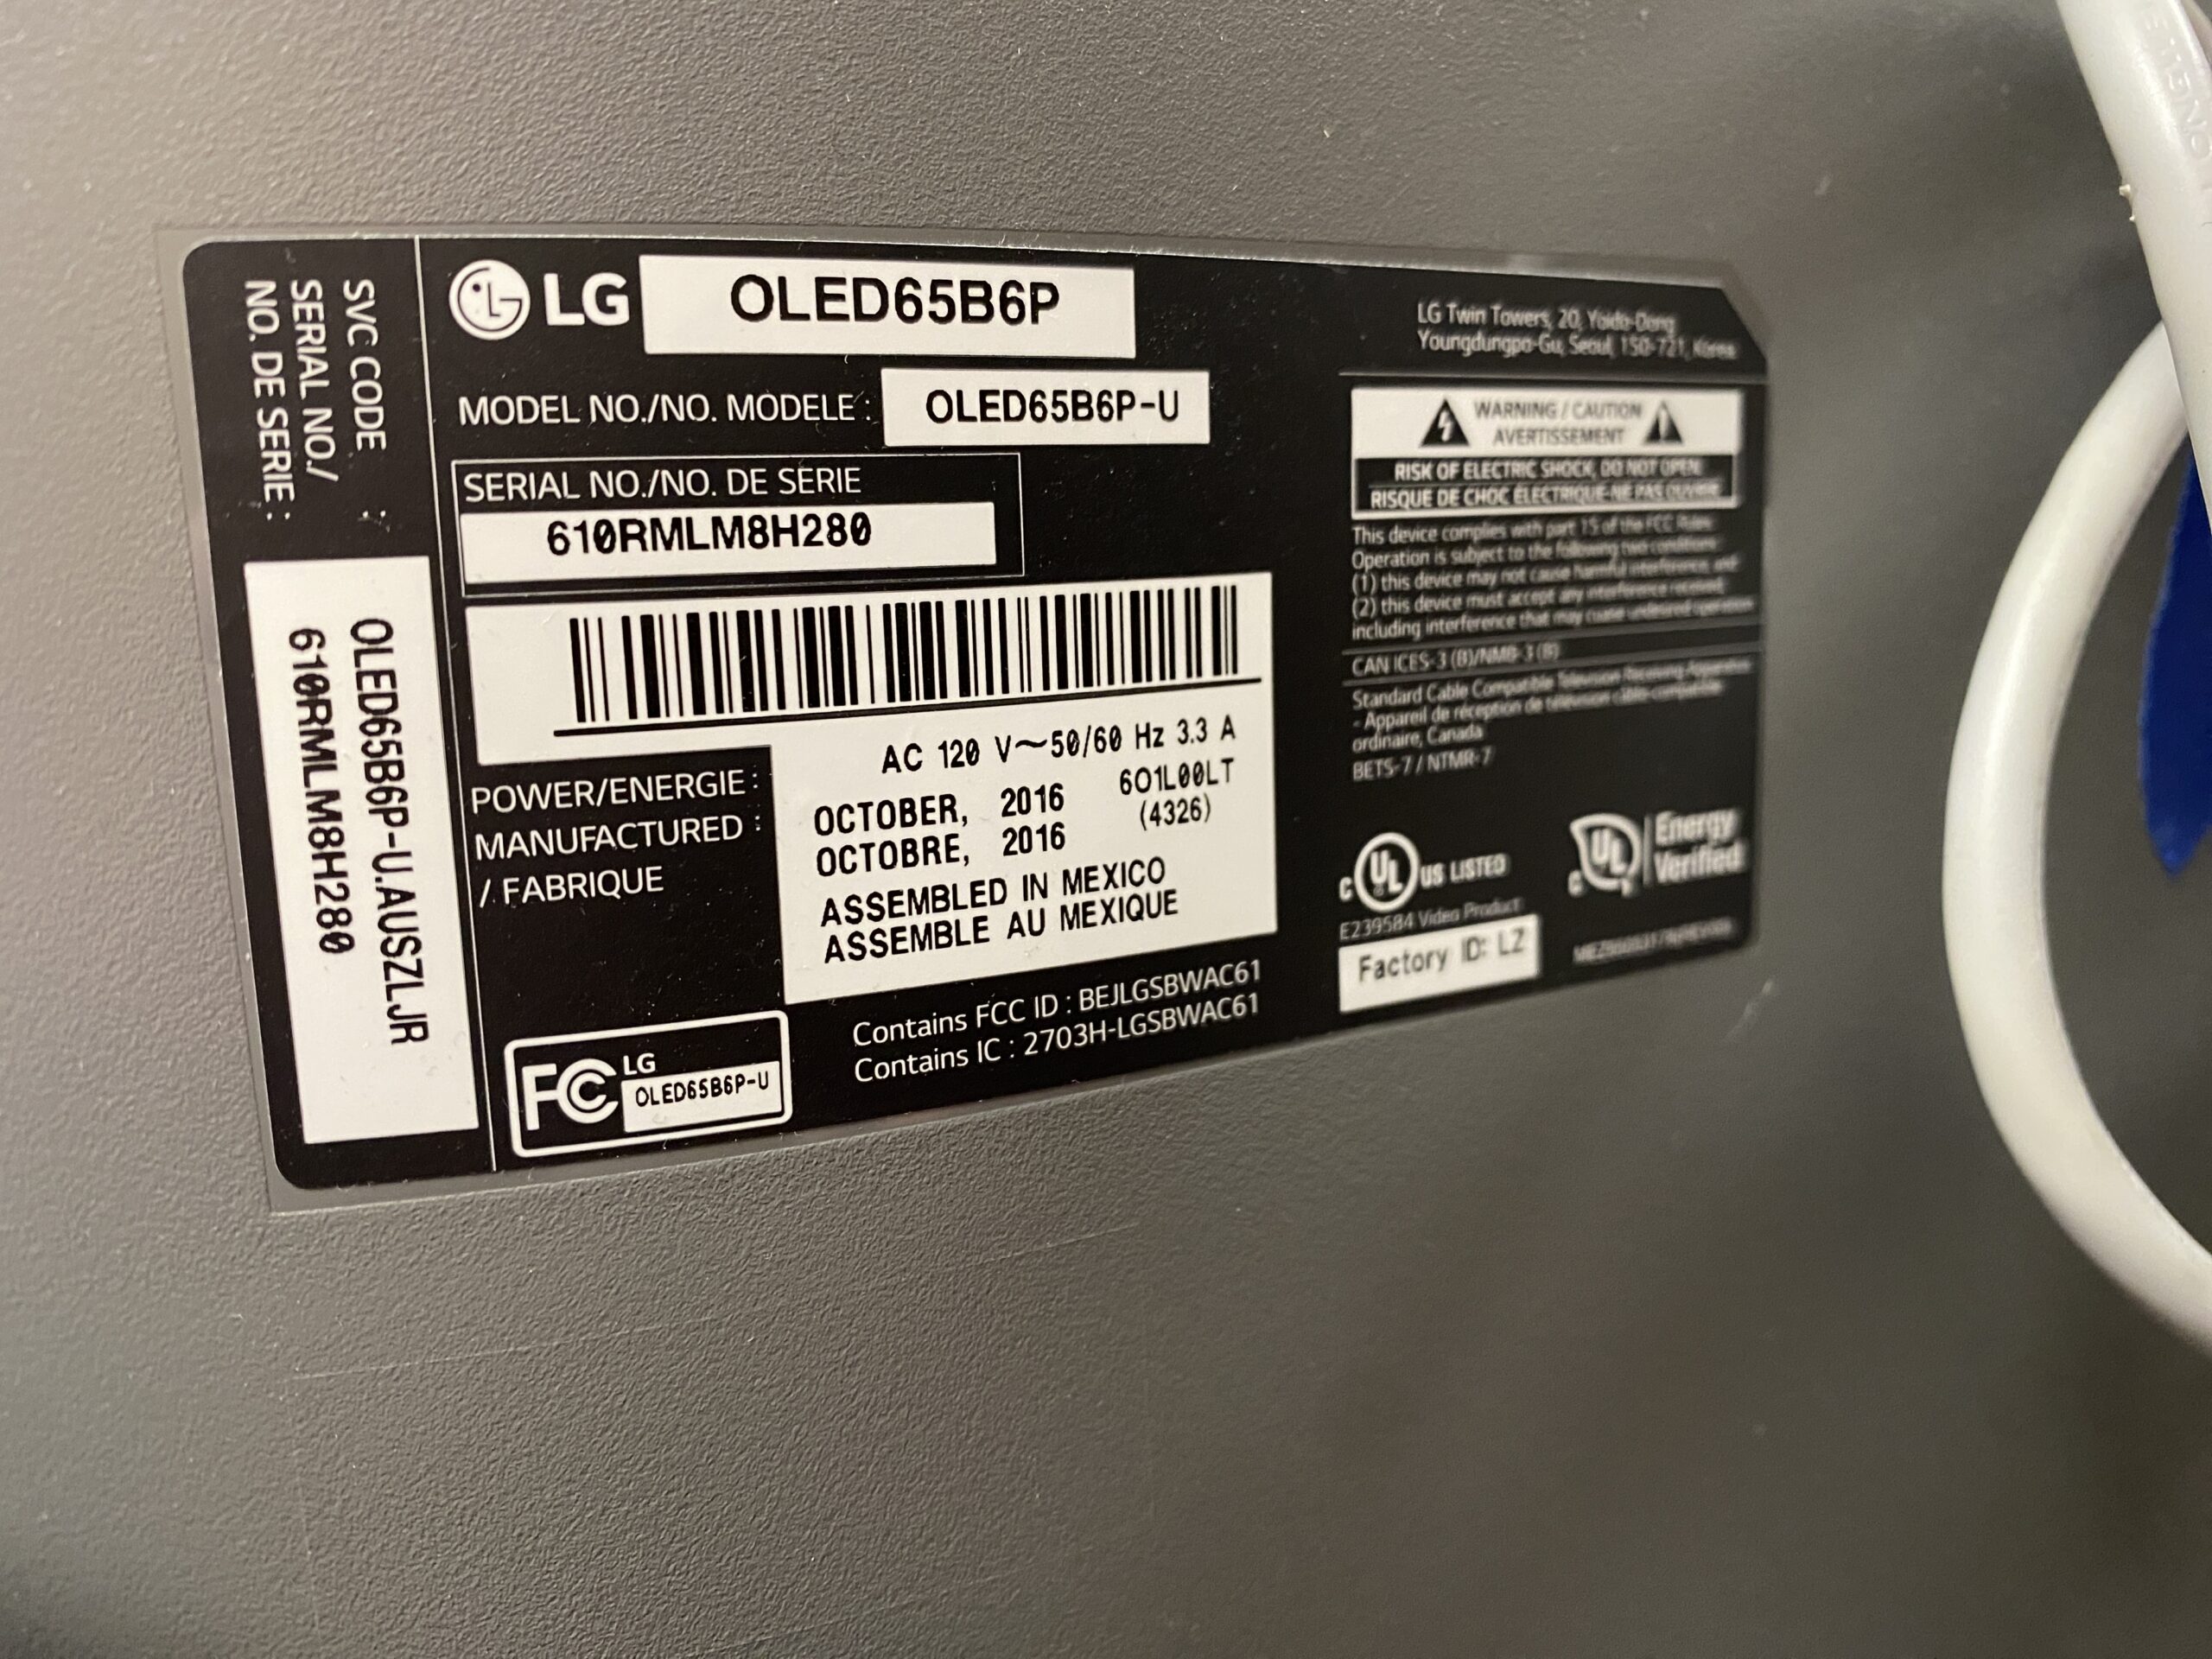 SVC CODE :
SERIAL NO./
NO. DE SERIE :
OLED65B6P-U.AUSZLJR
610RMLM8H280
LG OLED65B6P
MODEL NO./NO. MODELE : OLED65B6P-U
SERIAL NO./NO. DE SERIE
610RMLM8H280
POWER/ENERGIE : AC 120 V~50/60 Hz 3.3 A
MANUFACTURED :
/ FABRIQUE
OCTOBER, 2016 601L00LT
OCTOBRE, 2016 (4326)
ASSEMBLED IN MEXICO
ASSEMBLE AU MEXIQUE
FC LG
OLED65B6P-U
Contains FCC ID : BEJLGSBWAC61
Contains IC : 2703H-LGSBWAC61
LG Twin Towers, 20, Yoido-Dong
Youngdungpo-Gu, Seoul, 150-721, Korea
WARNING / CAUTION
AVERTISSEMENT
RISK OF ELECTRIC SHOCK, DO NOT OPEN
RISQUE DE CHOC ÉLECTRIQUE-NE PAS OUVRIR
This device complies with part 15 of the FCC Rules
Operation is subject to the following two conditions:
(1) this device may not cause harmful interference, and
(2) this device must accept any interference received,
including interference that may cause undesired operation
CAN ICES-3 (B)/NMB-3 (B)
Standard Cable Compatible Television Receiving Apparatus
- Appareil de réception de télévision câble-compatible
ordinaire, Canada
BETS-7 / NTMR-7
C UL US LISTED
E239584 Video Product
Factory ID: LZ
C UL Energy
Verified